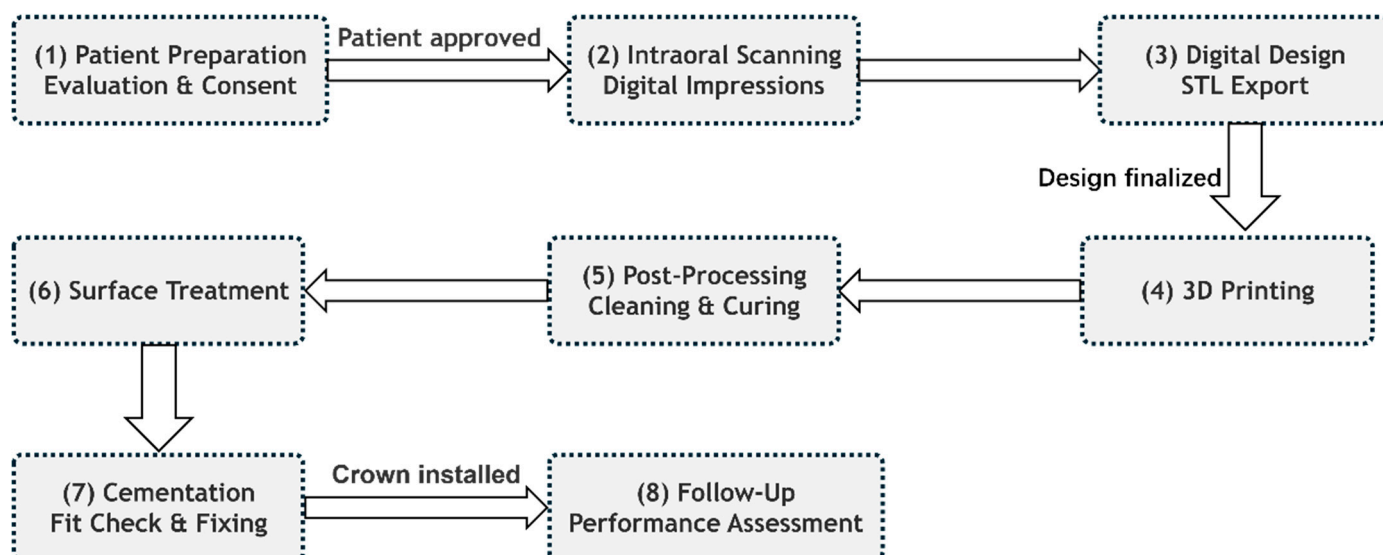 (1) Patient Preparation
Evaluation & Consent
Patient approved
(2) Intraoral Scanning
Digital Impressions
(3) Digital Design
STL Export
Design finalized
(4) 3D Printing
(5) Post-Processing
Cleaning & Curing
(6) Surface Treatment
(7) Cementation
Fit Check & Fixing
Crown installed
(8) Follow-Up
Performance Assessment